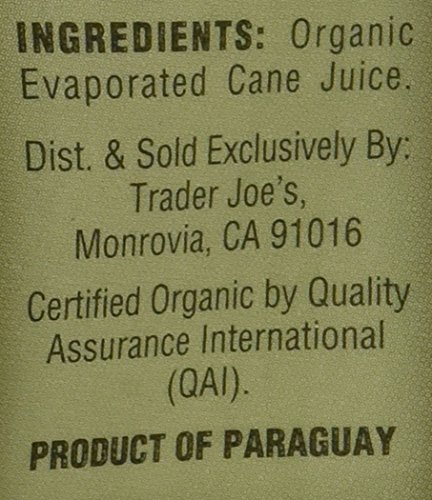 INGREDIENTS: Organic
Evaporated Cane Juice.
Dist. & Sold Exclusively By:
Trader Joe's,
Monrovia, CA 91016
Certified Organic by Quality
Assurance International
(QAI).
PRODUCT OF PARAGUAY